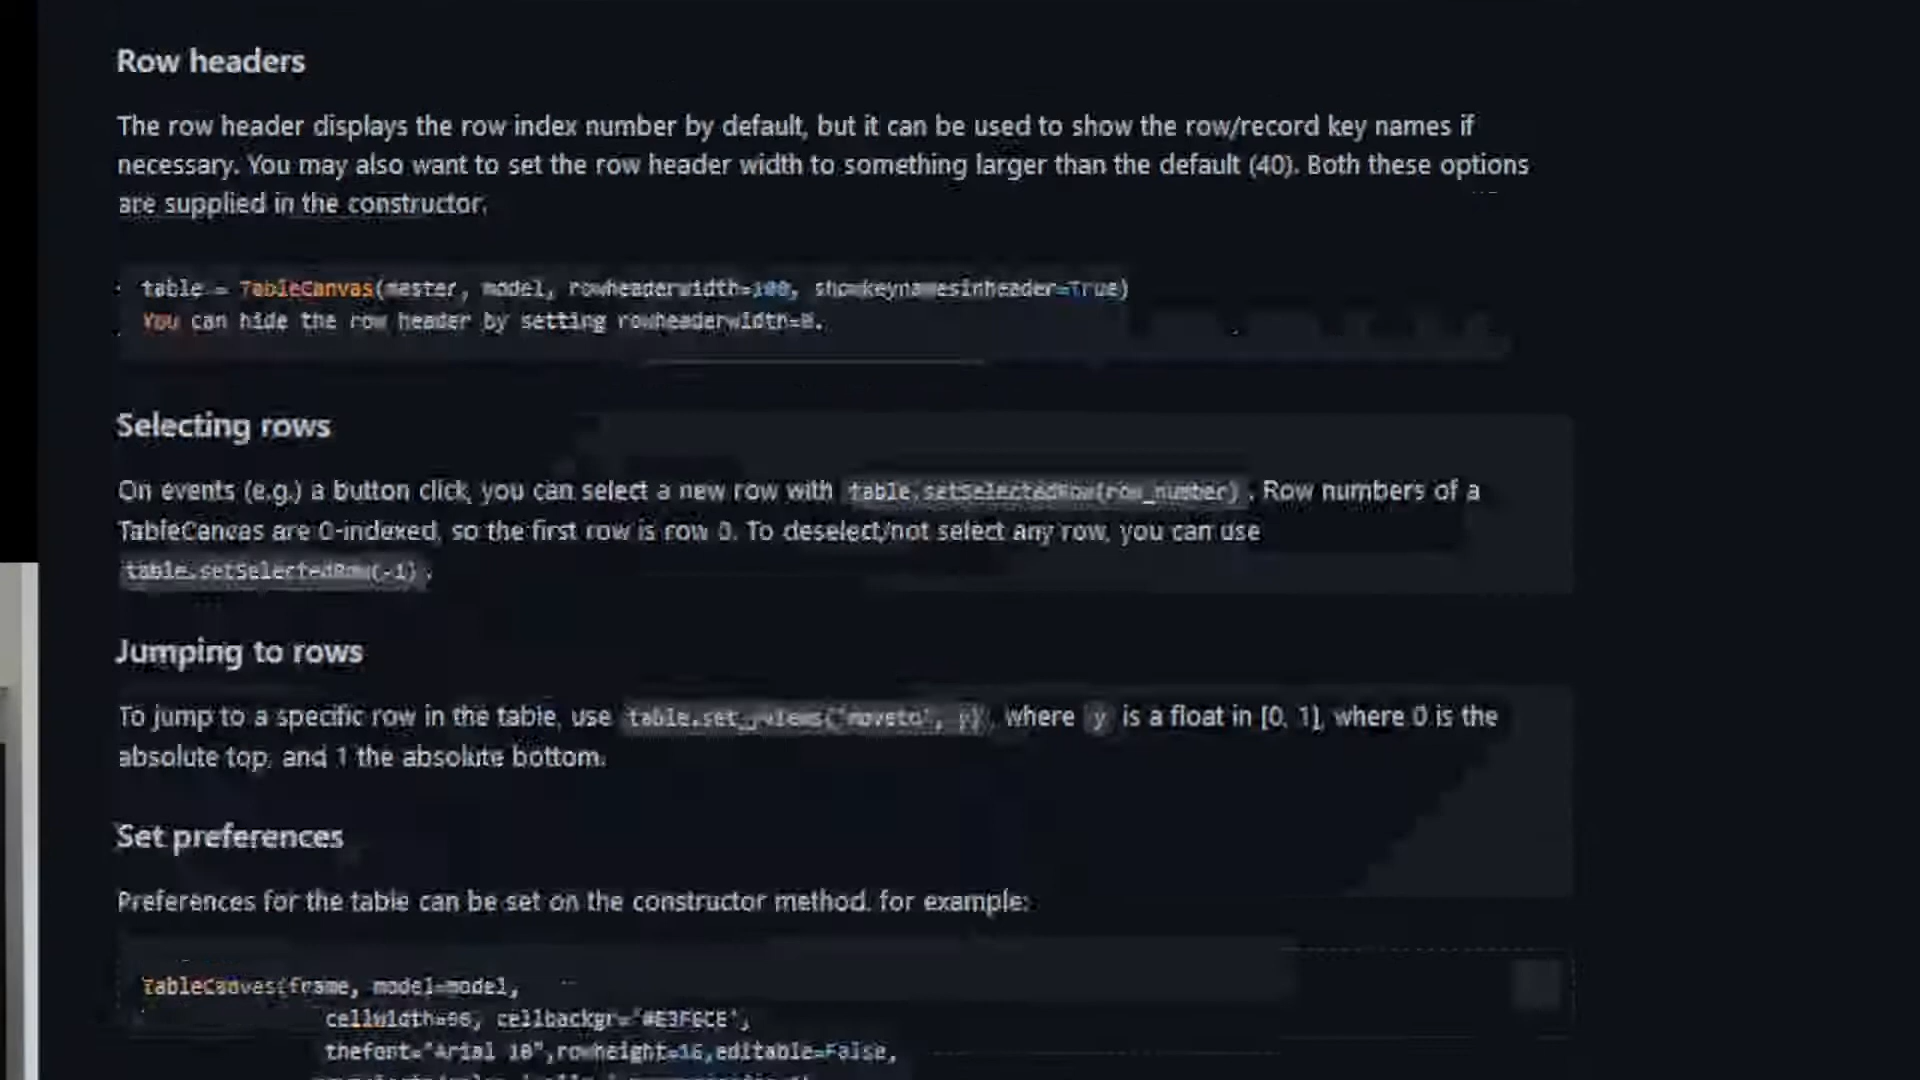 Row headers
The row header displays the row index number by default, but it can be used to show the row/record key names if
necessary. You may also want to set the row header width to something larger than the default (40). Both these options
are supplied in the constructor.
table = TableCanvas(master, model, rowheaderwidth=100, showkeynamesinheader=True)
You can hide the row header by setting rowheaderwidth=0.
Selecting rows
On events (e.g.) a button click, you can select a new row with table.setSelectedRow(row_number) . Row numbers of a
TableCanvas are 0-indexed, so the first row is row 0. To deselect/not select any row, you can use
table.setSelectedRow(-1) .
Jumping to rows
To jump to a specific row in the table, use table.set_yviews('moveto', y) , where y is a float in [0, 1], where 0 is the
absolute top, and 1 the absolute bottom.
Set preferences
Preferences for the table can be set on the constructor method. for example:
TableCanvas(frame, model=model,
cellwidth=96, cellbackgr='#E3F6CE',
thefont="Arial 10",rowheight=16,editable=False,